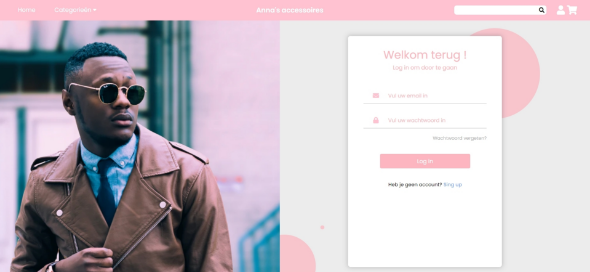 Home
Categorieën
Anna's accessoires
Welkom terug !
Log in om door te gaan
Vul uw email in
Vul uw wachtwoord in
Wachtwoord vergeten?
Log in
Heb je geen account? Sing up